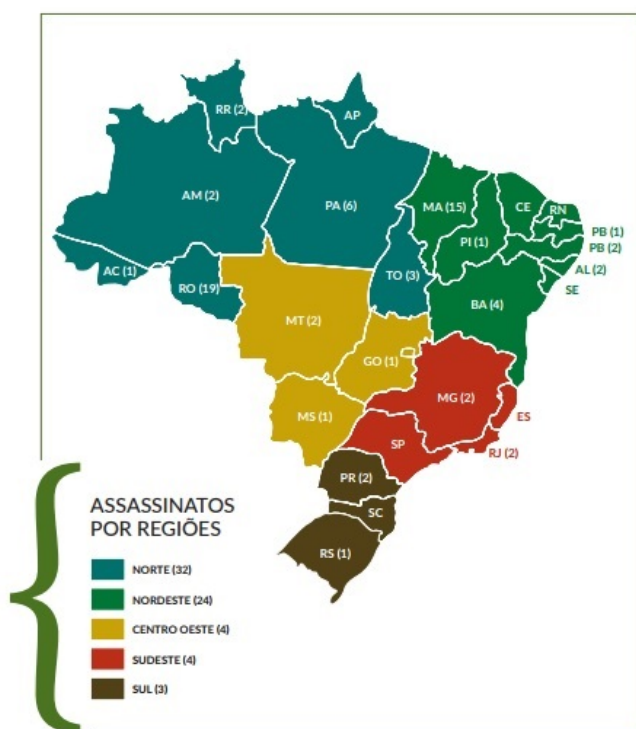 RR (2)
AP
AM (2)
PA (6)
MA (15)
CE
RN
PB (1)
PI (1)
PB (2)
AC (1)
RO (19)
TO (3)
AL (2)
SE
BA (4)
MT (2)
GO (1)
MG (2)
MS (1)
ES
SP
RJ (2)
PR (2)
SC
RS (1)
ASSASSINATOS
POR REGIÕES
NORTE (32)
NORDESTE (24)
CENTRO OESTE (4)
SUDESTE (4)
SUL (3)